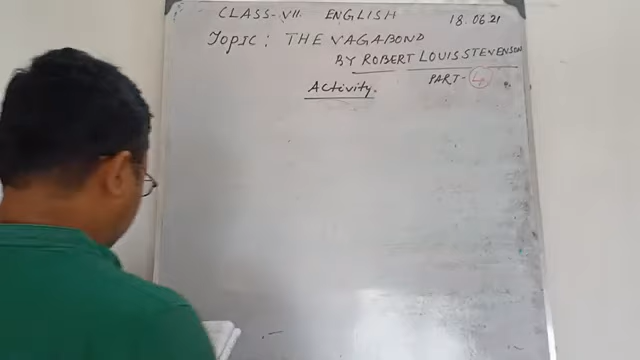 CLASS-VII ENGLISH 18.06.21
Topic: THE VAGABOND
BY ROBERT LOUIS STEVENSON
Activity. PART-4